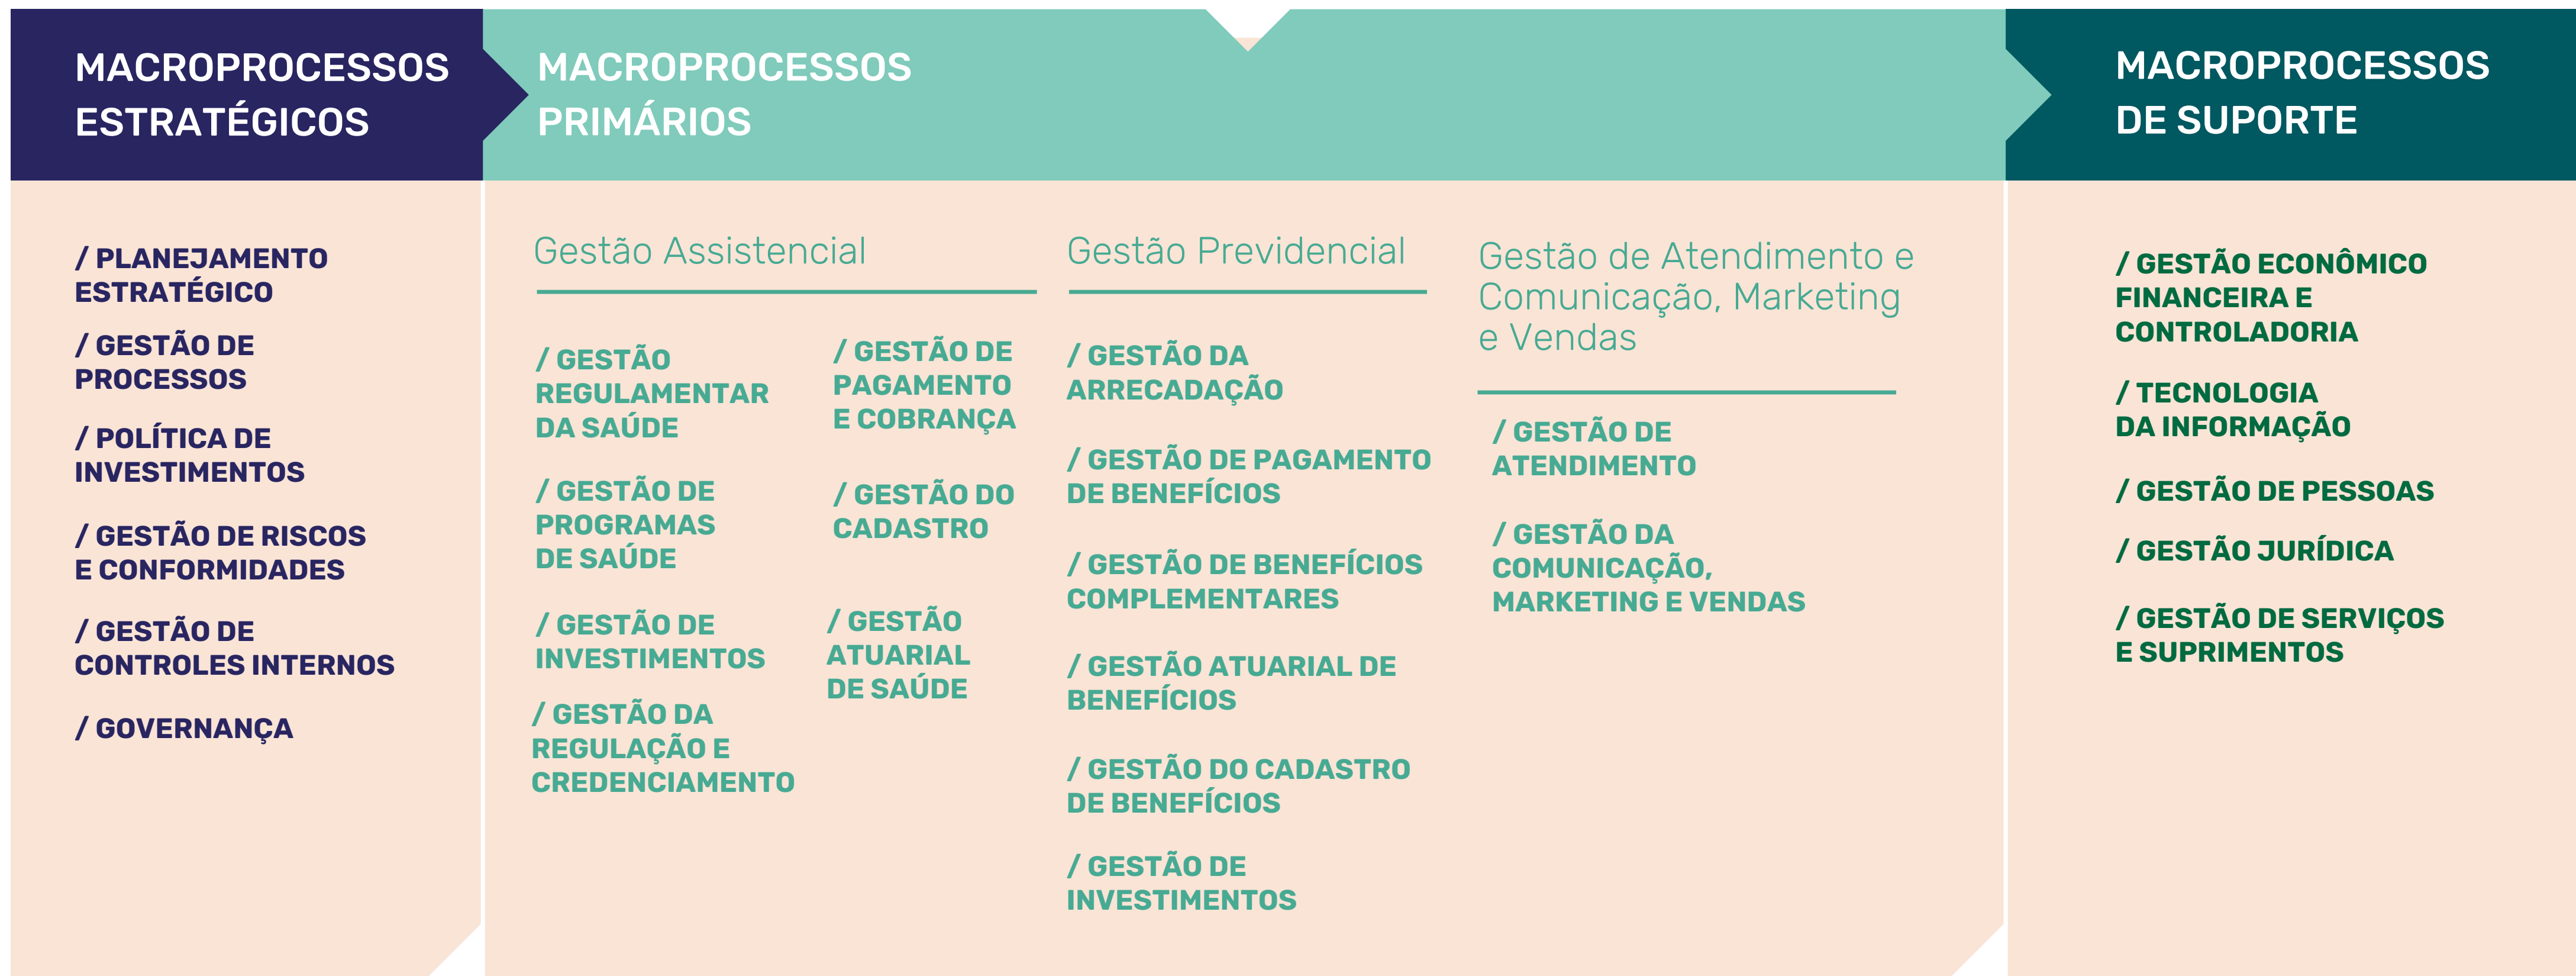 MACROPROCESSOS
ESTRATÉGICOS
/ PLANEJAMENTO
ESTRATÉGICO
/ GESTÃO DE
PROCESSOS
/ POLÍTICA DE
INVESTIMENTOS
/ GESTÃO DE RISCOS
E CONFORMIDADES
/ GESTÃO DE
CONTROLES INTERNOS
/ GOVERNANÇA
MACROPROCESSOS
PRIMÁRIOS
Gestão Assistencial
/ GESTÃO
REGULAMENTAR
DA SAÚDE
/ GESTÃO DE
PROGRAMAS
DE SAÚDE
/ GESTÃO DE
INVESTIMENTOS
/ GESTÃO DA
REGULAÇÃO E
CREDENCIAMENTO
/ GESTÃO DE
PAGAMENTO
E COBRANÇA
/ GESTÃO DO
CADASTRO
/ GESTÃO
ATUARIAL
DE SAÚDE
Gestão Previdencial
/ GESTÃO DA
ARRECADAÇÃO
/ GESTÃO DE PAGAMENTO
DE BENEFÍCIOS
/ GESTÃO DE BENEFÍCIOS
COMPLEMENTARES
/ GESTÃO ATUARIAL DE
BENEFÍCIOS
/ GESTÃO DO CADASTRO
DE BENEFÍCIOS
/ GESTÃO DE
INVESTIMENTOS
Gestão de Atendimento e
Comunicação, Marketing
e Vendas
/ GESTÃO DE
ATENDIMENTO
/ GESTÃO DA
COMUNICAÇÃO,
MARKETING E VENDAS
MACROPROCESSOS
DE SUPORTE
/ GESTÃO ECONÔMICO
FINANCEIRA E
CONTROLADORIA
/ TECNOLOGIA
DA INFORMAÇÃO
/ GESTÃO DE PESSOAS
/ GESTÃO JURÍDICA
/ GESTÃO DE SERVIÇOS
E SUPRIMENTOS